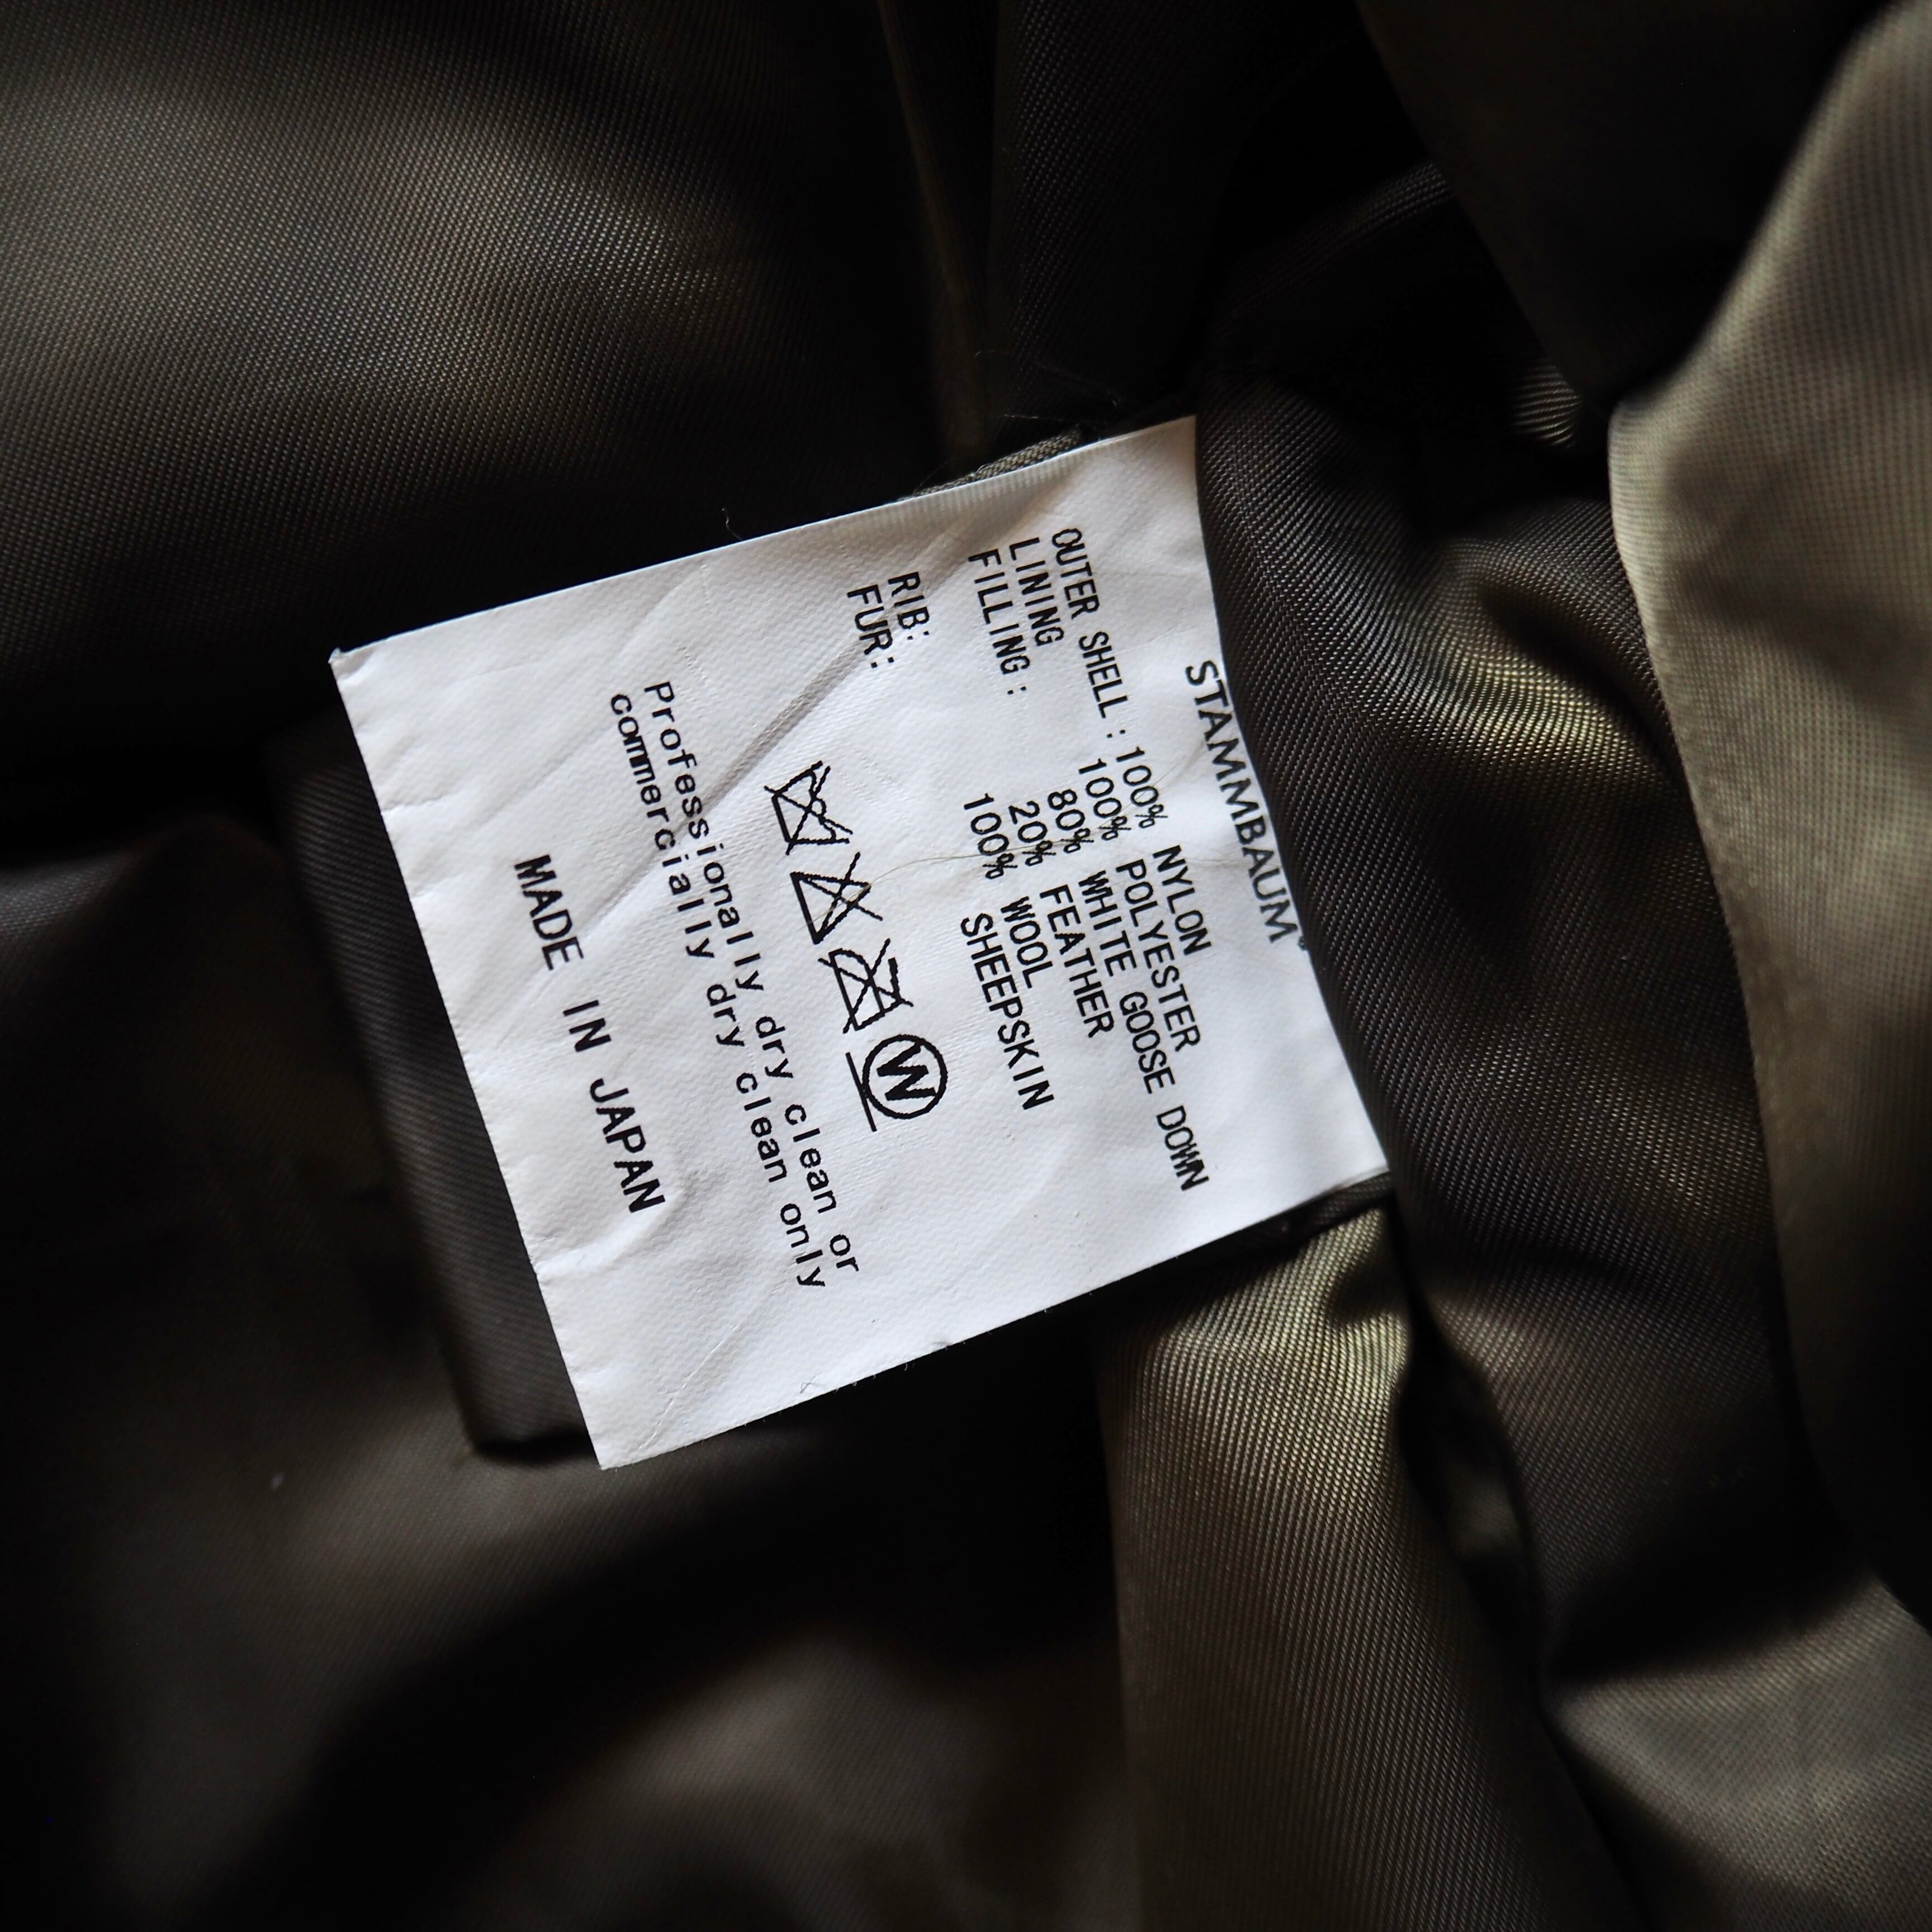 STAMMBAUM
OUTER SHELL : 100% NYLON
LINING 100% POLYESTER
FILLING : 80% WHITE GOOSE DOWN
20% FEATHER
RIB: 100% WOOL
FUR: SHEEPSKIN
W
Professionally dry clean or
commercially dry clean only
MADE IN JAPAN